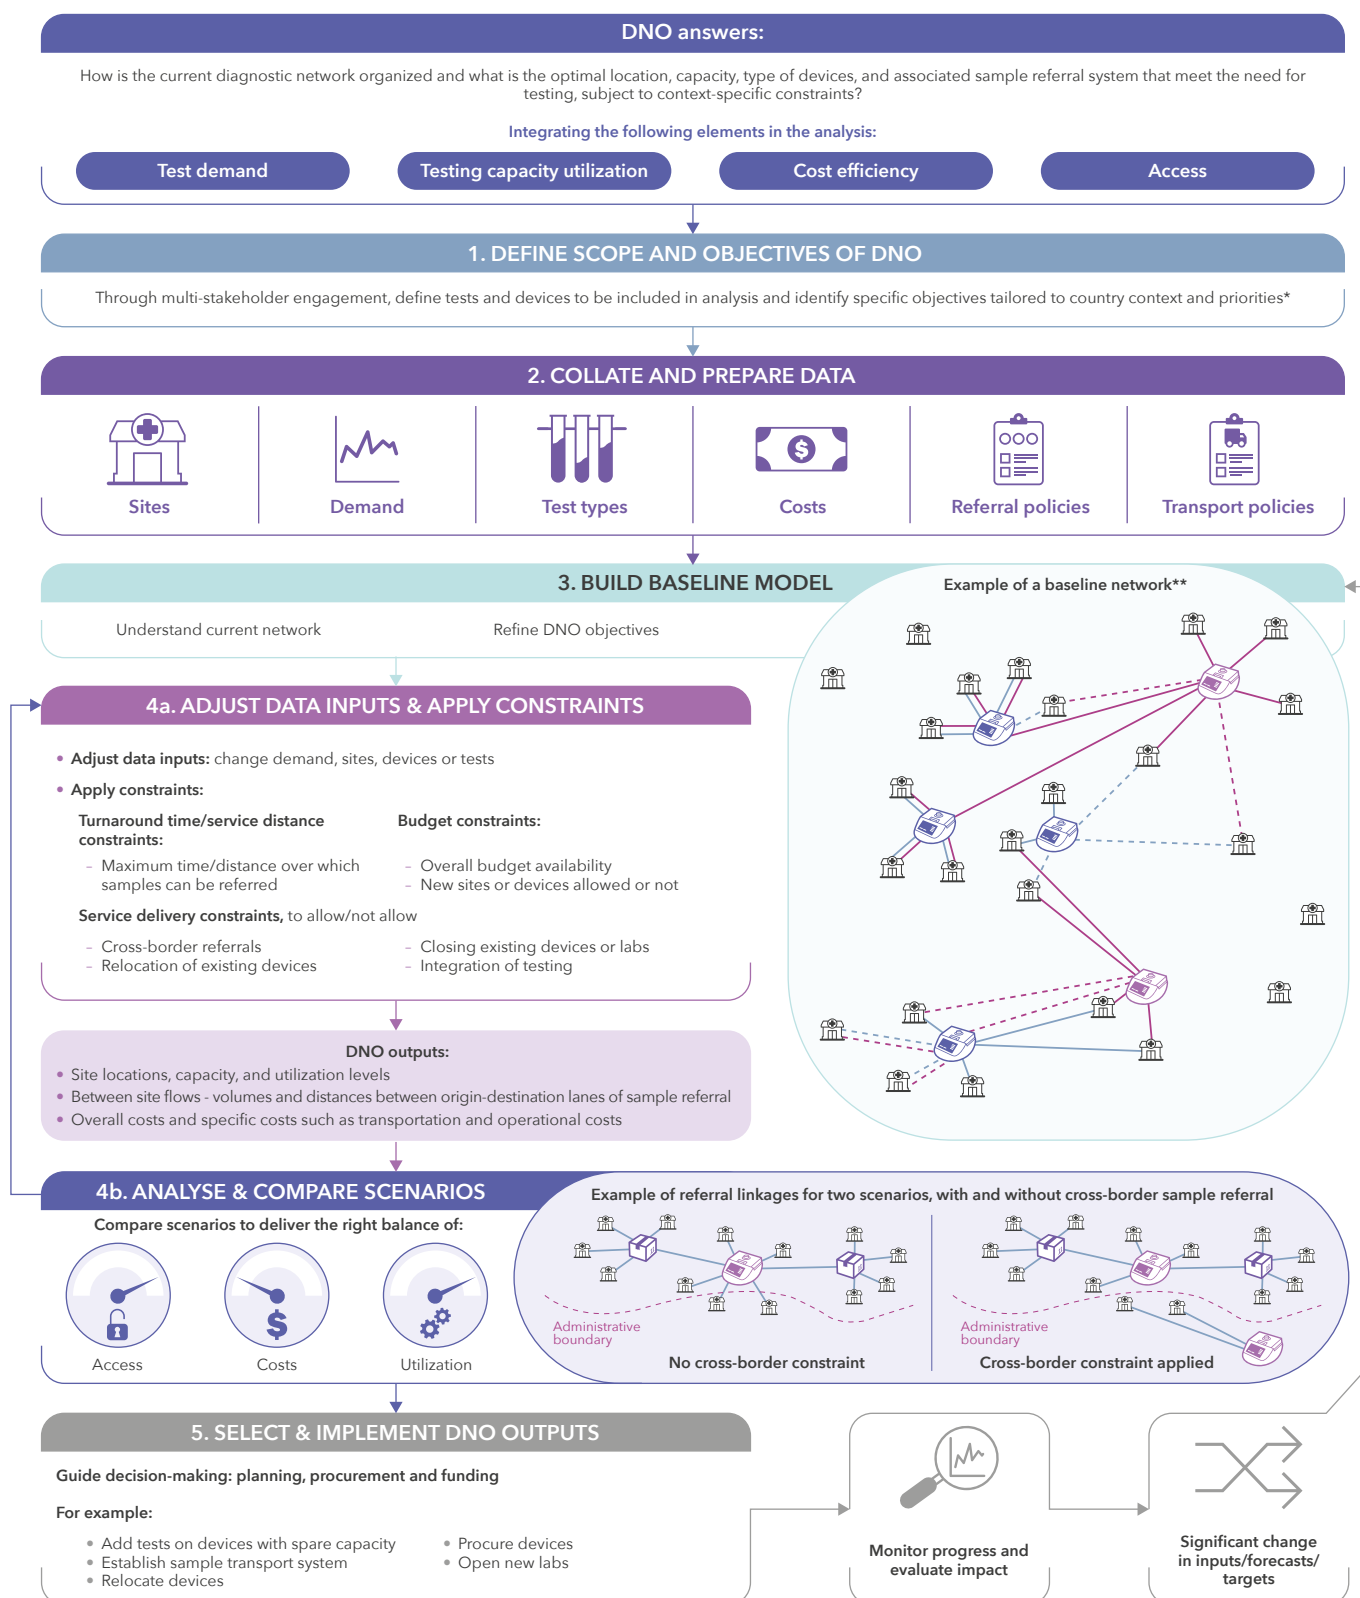 DNO answers:
How is the current diagnostic network organized and what is the optimal location, capacity, type of devices, and associated sample referral system that meet the need for
testing, subject to context-specific constraints?
Integrating the following elements in the analysis:
Test demand
Testing capacity utilization
Cost efficiency
Access
1. DEFINE SCOPE AND OBJECTIVES OF DNO
Through multi-stakeholder engagement, define tests and devices to be included in analysis and identify specific objectives tailored to country context and priorities*
2. COLLATE AND PREPARE DATA
Sites
Demand
Test types
Costs
Referral policies
Transport policies
3. BUILD BASELINE MODEL
Understand current network
Refine DNO objectives
Example of a baseline network**
4a. ADJUST DATA INPUTS & APPLY CONSTRAINTS
• Adjust data inputs: change demand, sites, devices or tests
• Apply constraints:
Turnaround time/service distance
constraints:
– Maximum time/distance over which
samples can be referred
Budget constraints:
– Overall budget availability
– New sites or devices allowed or not
Service delivery constraints, to allow/not allow
– Cross-border referrals
– Relocation of existing devices
– Closing existing devices or labs
– Integration of testing
DNO outputs:
• Site locations, capacity, and utilization levels
• Between site flows - volumes and distances between origin-destination lanes of sample referral
• Overall costs and specific costs such as transportation and operational costs
4b. ANALYSE & COMPARE SCENARIOS
Compare scenarios to deliver the right balance of:
$
Access
Costs
Utilization
Example of referral linkages for two scenarios, with and without cross-border sample referral
Administrative
boundary
No cross-border constraint
Administrative
boundary
Cross-border constraint applied
5. SELECT & IMPLEMENT DNO OUTPUTS
Guide decision-making: planning, procurement and funding
For example:
• Add tests on devices with spare capacity
• Establish sample transport system
• Relocate devices
• Procure devices
• Open new labs
Monitor progress and
evaluate impact
Significant change
in inputs/forecasts/
targets